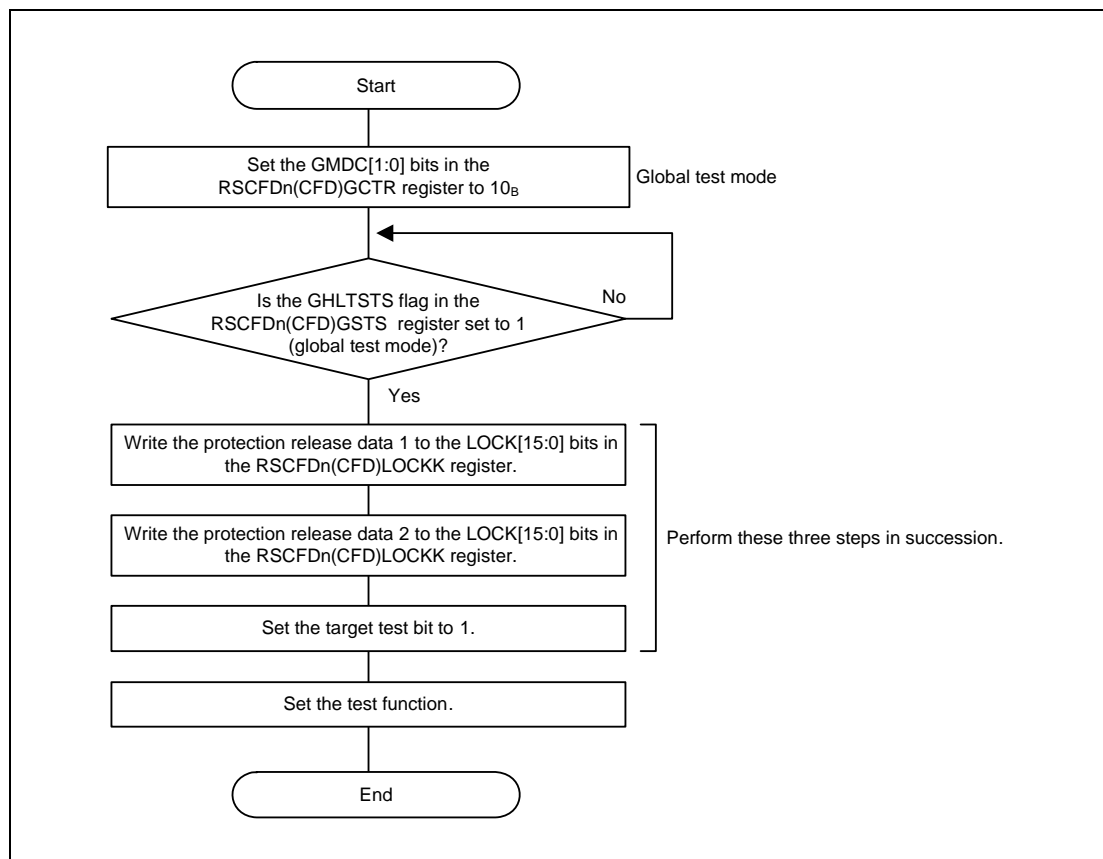 Start
Set the GMDC[1:0] bits in the
RSCFDn(CFD)GCTR register to 10B
Global test mode
Is the GHLTSTS flag in the
RSCFDn(CFD)GSTS register set to 1
(global test mode)?
No
Yes
Write the protection release data 1 to the LOCK[15:0] bits in
the RSCFDn(CFD)LOCKK register.
Write the protection release data 2 to the LOCK[15:0] bits in
the RSCFDn(CFD)LOCKK register.
Perform these three steps in succession.
Set the target test bit to 1.
Set the test function.
End